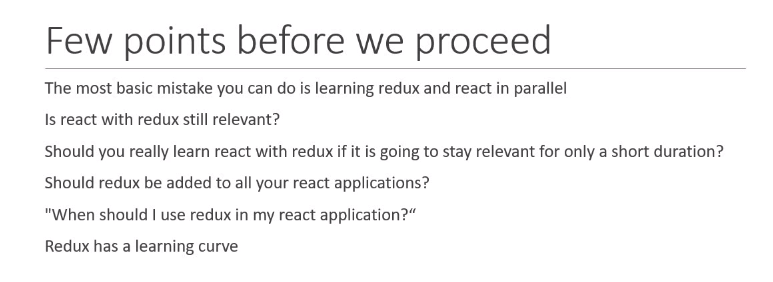 Few points before we proceed
The most basic mistake you can do is learning redux and react in parallel
Is react with redux still relevant?
Should you really learn react with redux if it is going to stay relevant for only a short duration?
Should redux be added to all your react applications?
"When should I use redux in my react application?“
Redux has a learning curve